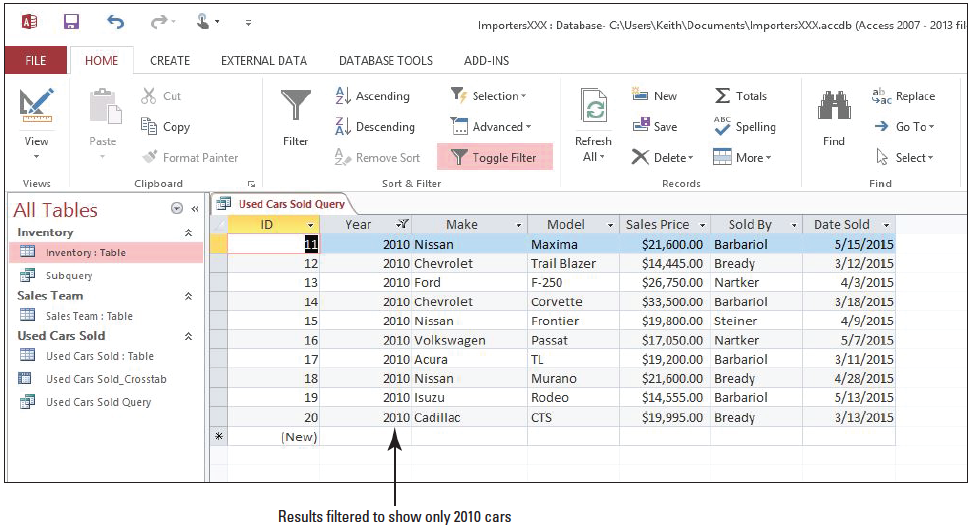 ImportersXXX : Database- C:\Users\Keith\Documents\ImportersXXX.accdb (Access 2007 - 2013 fil
FILE HOME CREATE EXTERNAL DATA DATABASE TOOLS ADD-INS
View
Views
Paste
Cut
Copy
Format Painter
Clipboard
Filter
Ascending
Descending
Remove Sort
Selection
Advanced
Toggle Filter
Sort & Filter
Refresh
All
New
Save
Delete
Totals
ABC
Spelling
More
Records
Find
ab
ac
Replace
Go To
Select
Find
All Tables
Inventory
Inventory : Table
Subquery
Sales Team
Sales Team : Table
Used Cars Sold
Used Cars Sold : Table
Used Cars Sold_Crosstab
Used Cars Sold Query
Used Cars Sold Query
ID Year Make Model Sales Price Sold By Date Sold
11 2010 Nissan Maxima $21,600.00 Barbariol 5/15/2015
12 2010 Chevrolet Trail Blazer $14,445.00 Bready 3/12/2015
13 2010 Ford F-250 $26,750.00 Nartker 4/3/2015
14 2010 Chevrolet Corvette $33,500.00 Barbariol 3/18/2015
15 2010 Nissan Frontier $19,800.00 Steiner 4/9/2015
16 2010 Volkswagen Passat $17,050.00 Nartker 5/7/2015
17 2010 Acura TL $19,200.00 Barbariol 3/11/2015
18 2010 Nissan Murano $21,600.00 Bready 4/28/2015
19 2010 Isuzu Rodeo $14,555.00 Barbariol 5/13/2015
20 2010 Cadillac CTS $19,995.00 Bready 3/13/2015
* (New)
Results filtered to show only 2010 cars